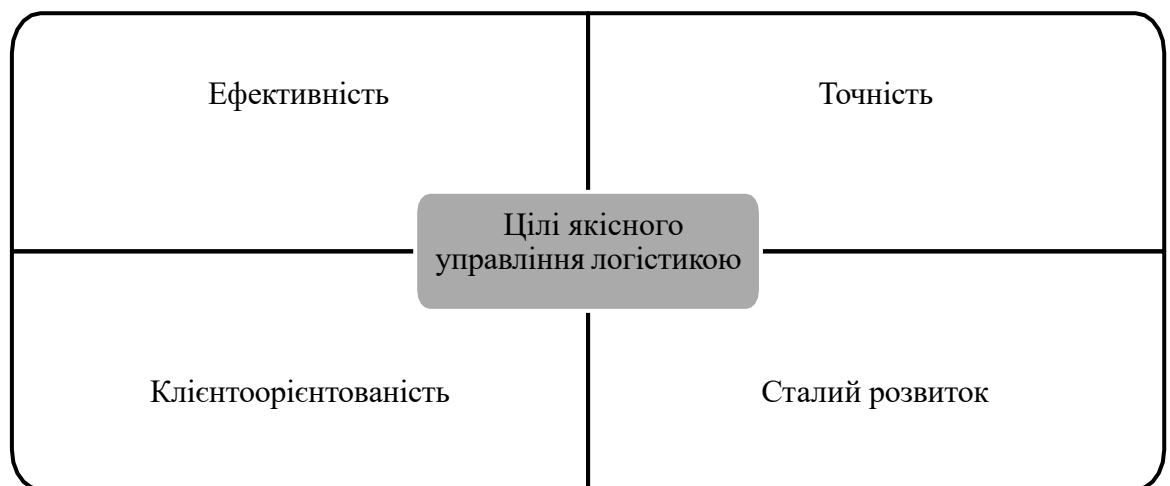 Ефективність
Точність
Цілі якісного
управління логістикою
Клієнтоорієнтованість
Сталий розвиток